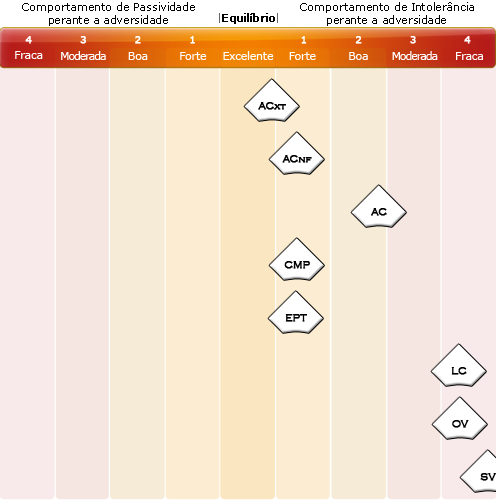 Comportamento de Passividade
perante a adversidade
|Equilíbrio|
Comportamento de Intolerância
perante a adversidade
4 3 2 1 1 2 3 4
Fraca Moderada Boa Forte Excelente Forte Boa Moderada Fraca
ACXT
ACNF
AC
CMP
EPT
LC
OV
SV